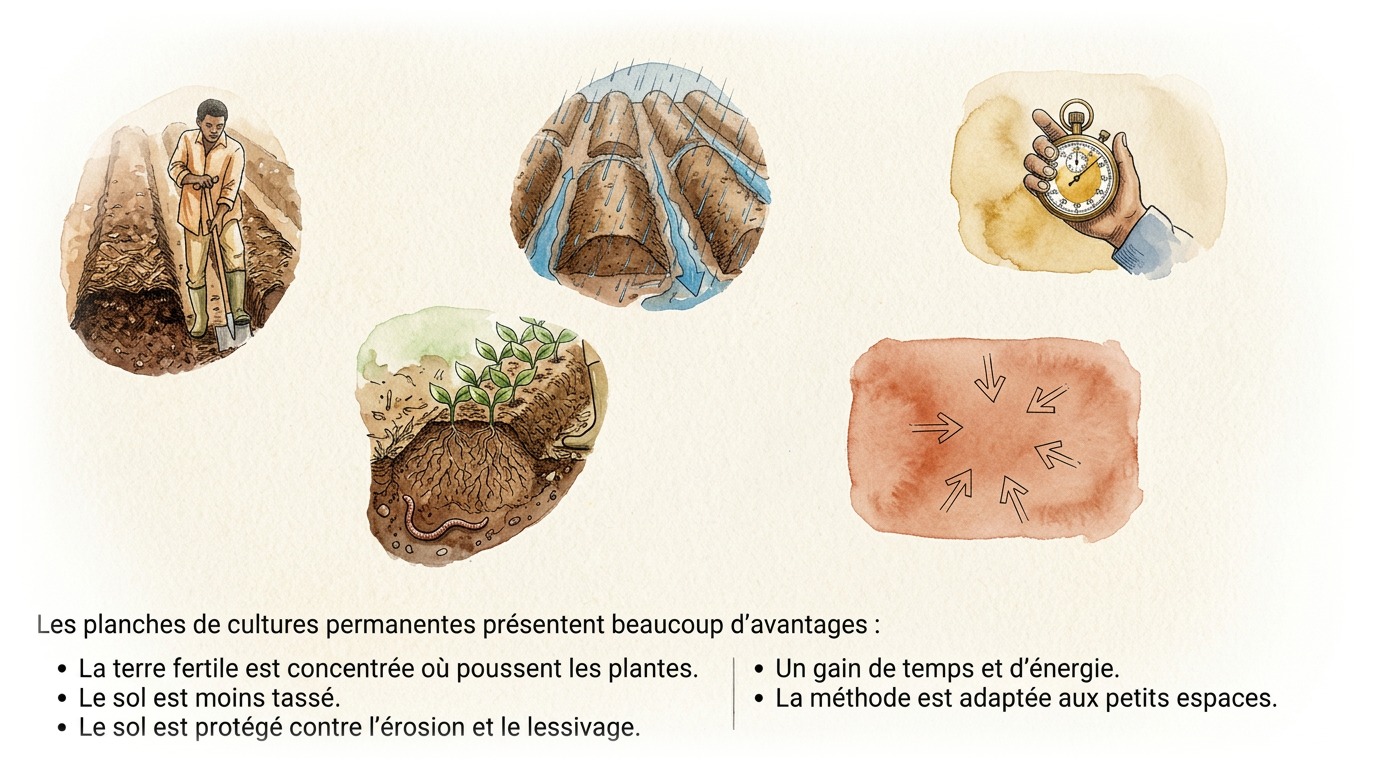 Les planches de cultures permanentes présentent beaucoup d’avantages :
• La terre fertile est concentrée où poussent les plantes.
• Le sol est moins tassé.
• Le sol est protégé contre l’érosion et le lessivage.
• Un gain de temps et d’énergie.
• La méthode est adaptée aux petits espaces.